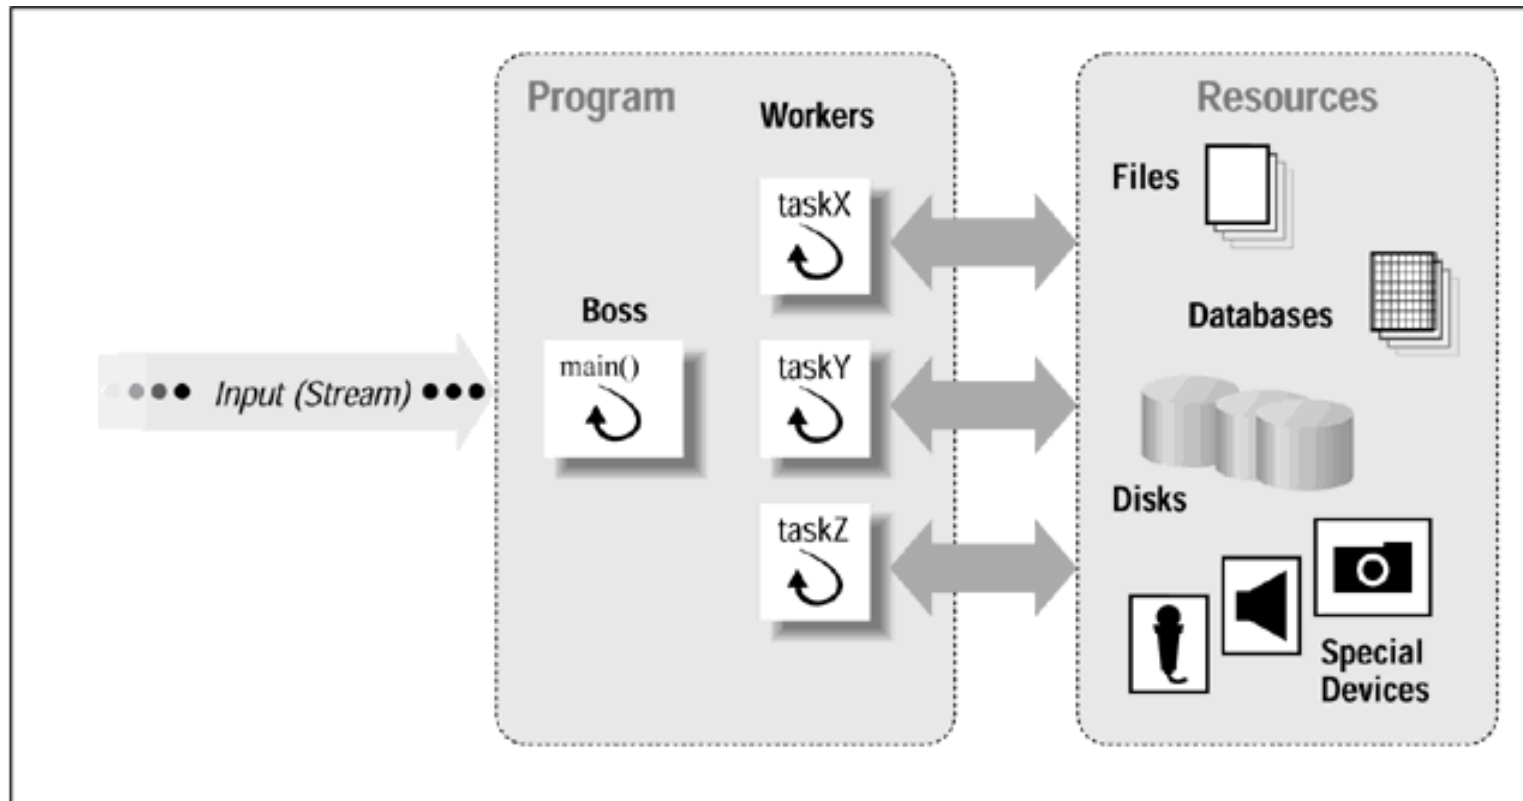 Program
Workers
taskX
Boss
main()
taskY
taskZ
Input (Stream)
Resources
Files
Databases
Disks
Special
Devices